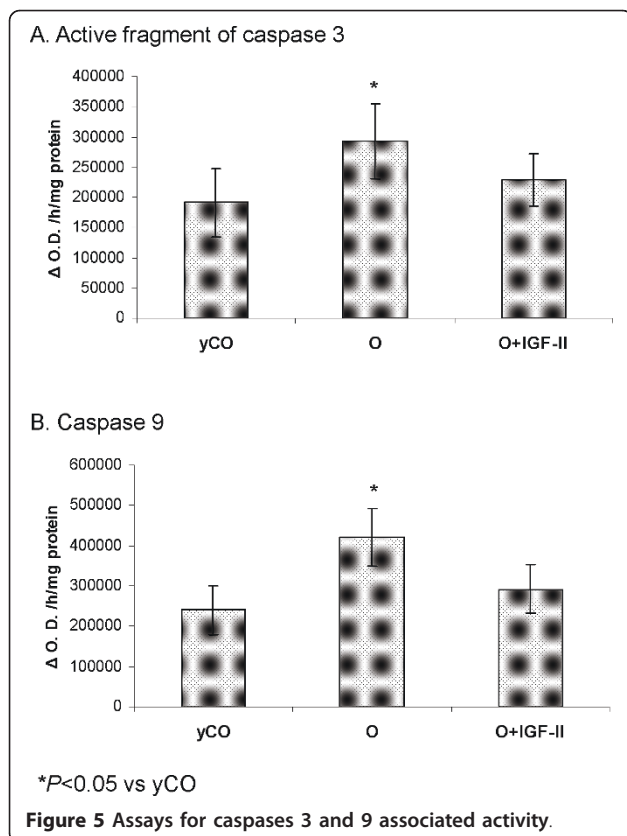 A. Active fragment of caspase 3
400000
350000
300000
250000
200000
150000
100000
50000
0
Δ O.D. /h/mg protein
*
yCO O O+IGF-II
B. Caspase 9
600000
500000
400000
300000
200000
100000
0
Δ O. D. /h/mg protein
*
yCO O O+IGF-II
*P<0.05 vs yCO
Figure 5 Assays for caspases 3 and 9 associated activity.